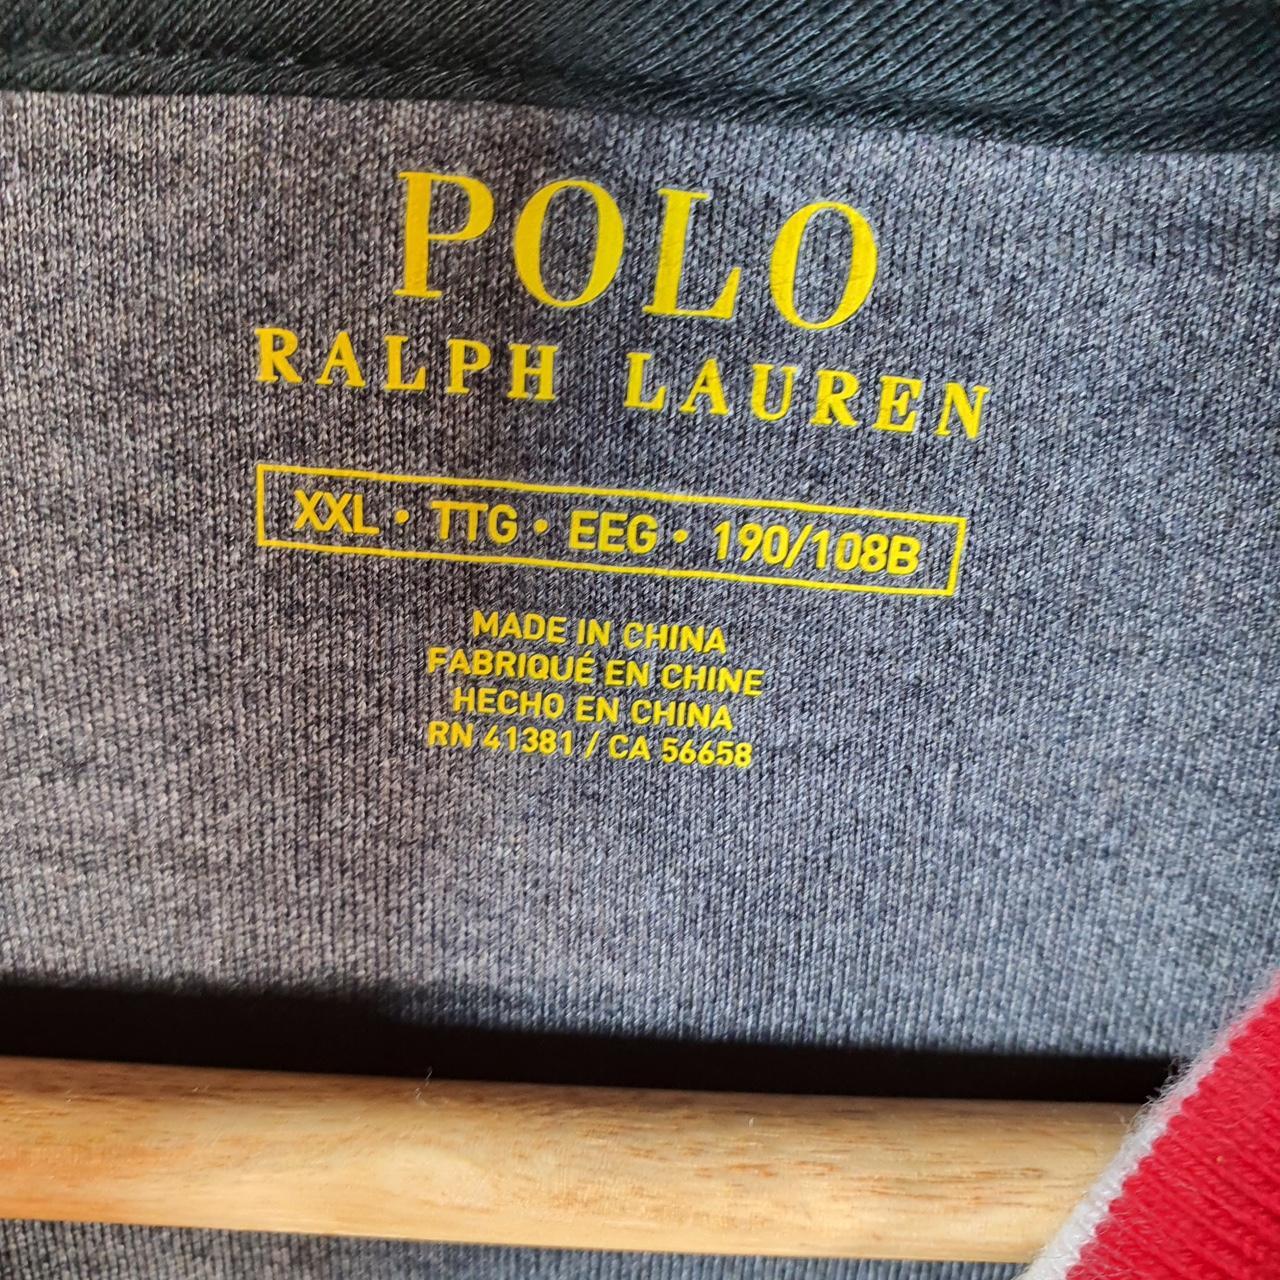 POLO
RALPH LAUREN
XXL • TTG • EEG • 190/108B
MADE IN CHINA
FABRIQUÉ EN CHINE
HECHO EN CHINA
RN 41381 / CA 56658